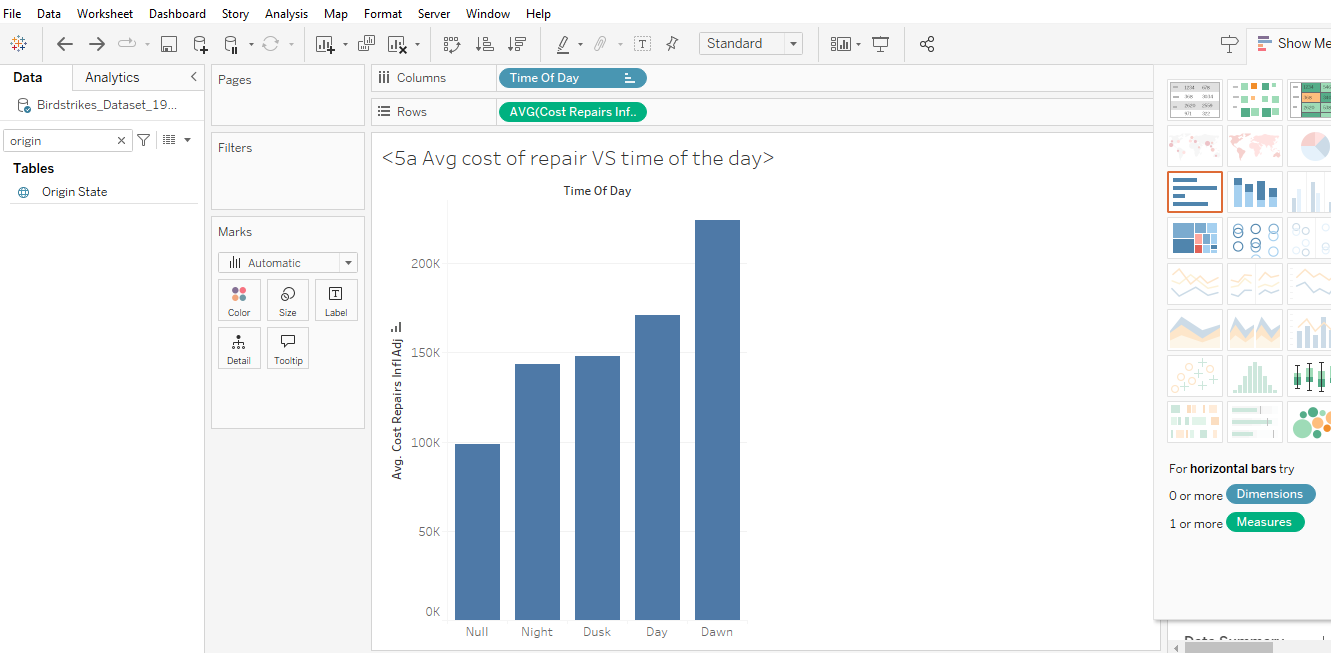 File Data Worksheet Dashboard Story Analysis Map Format Server Window Help
Standard
Show Me
Data Analytics
Birdstrikes_Dataset_19...
origin
Tables
Origin State
Pages
Filters
Marks
Automatic
Color Size Label
Detail Tooltip
Columns Time Of Day
Rows AVG(Cost Repairs Inf..
<5a Avg cost of repair VS time of the day>
Time Of Day
Avg. Cost Repairs Infl Adj
200K
150K
100K
50K
0K
Null Night Dusk Day Dawn
For horizontal bars try
0 or more Dimensions
1 or more Measures
Data Summary